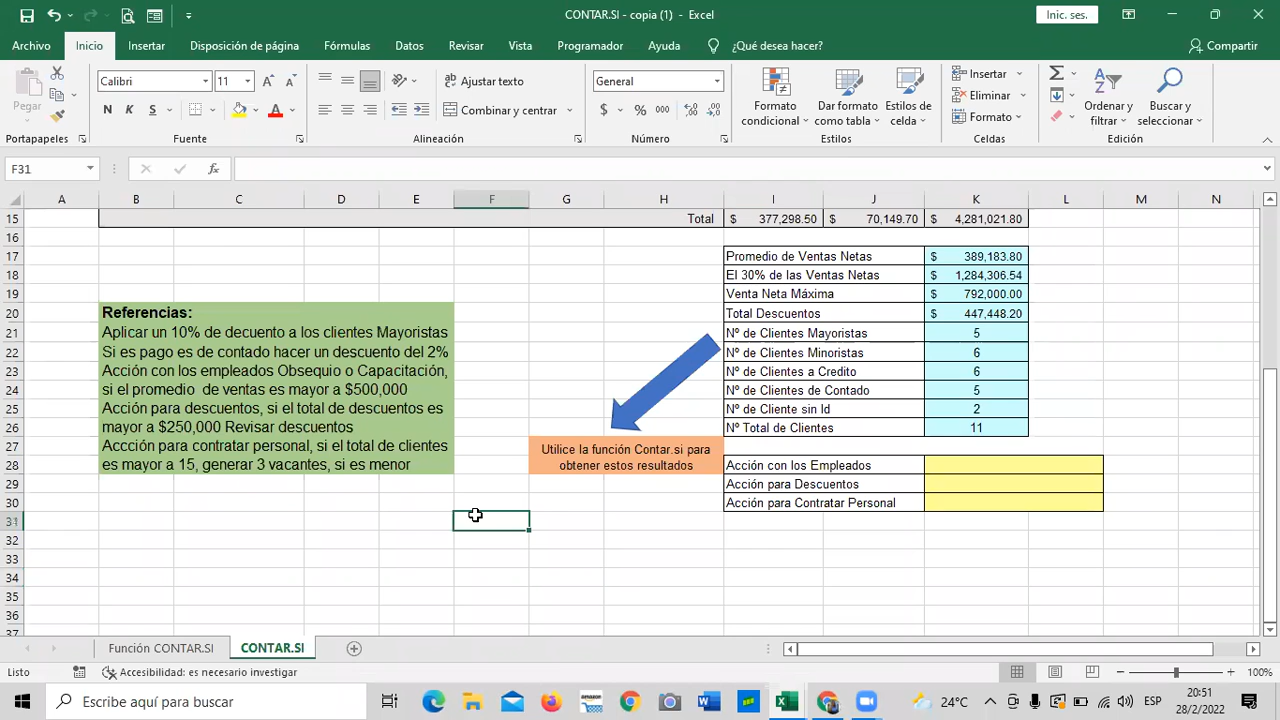 CONTAR.SI - copia (1) - Excel
Inic. ses.
Archivo Inicio Insertar Disposición de página Fórmulas Datos Revisar Vista Programador Ayuda ¿Qué desea hacer? Compartir
Pegar
Calibri 11
N K S
Ajustar texto
Combinar y centrar
General
$ % 000
Formato condicional
Dar formato como tabla
Estilos de celda
Insertar
Eliminar
Formato
Ordenar y filtrar
Buscar y seleccionar
Portapapeles Fuente Alineación Número Estilos Celdas Edición
F31 fx
A B C D E F G H I J K L M N
15 Total $ 377,298.50 $ 70,149.70 $ 4,281,021.80
16
17 Promedio de Ventas Netas $ 389,183.80
18 El 30% de las Ventas Netas $ 1,284,306.54
19 Venta Neta Máxima $ 792,000.00
20 Referencias: Total Descuentos $ 447,448.20
21 Aplicar un 10% de decuento a los clientes Mayoristas Nº de Clientes Mayoristas 5
22 Si es pago es de contado hacer un descuento del 2% Nº de Clientes Minoristas 6
23 Acción con los empleados Obsequio o Capacitación, Nº de Clientes a Credito 6
24 si el promedio de ventas es mayor a $500,000 Nº de Clientes de Contado 5
25 Acción para descuentos, si el total de descuentos es Nº de Cliente sin Id 2
26 mayor a $250,000 Revisar descuentos Nº Total de Clientes 11
27 Accción para contratar personal, si el total de clientes Utilice la función Contar.si para
28 es mayor a 15, generar 3 vacantes, si es menor obtener estos resultados Acción con los Empleados
29 Acción para Descuentos
30 Acción para Contratar Personal
31
32
33
34
35
36
37
Función CONTAR.SI CONTAR.SI
Listo Accesibilidad: es necesario investigar 100%
Escribe aquí para buscar
24°C ESP 20:51
28/2/2022